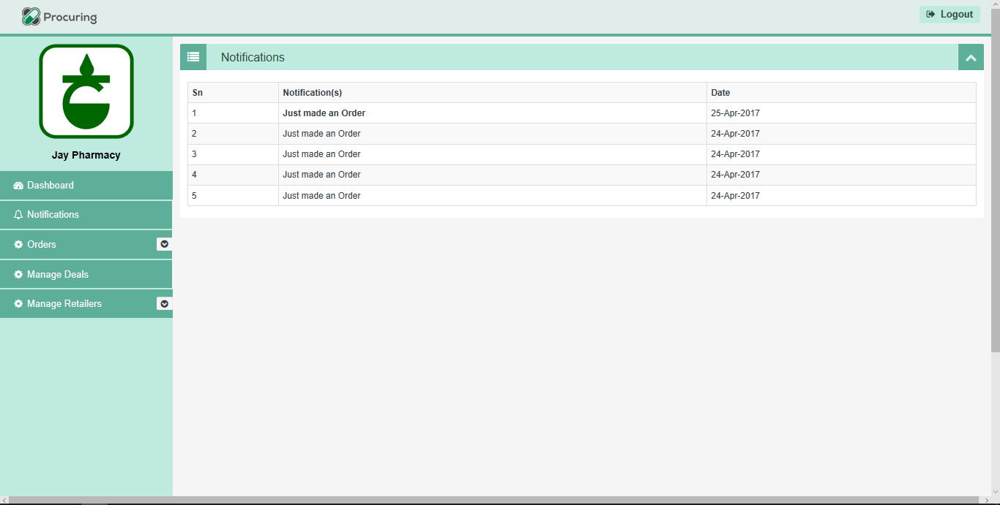 Procuring
Logout
Jay Pharmacy
Dashboard
Notifications
Orders
Manage Deals
Manage Retailers
Notifications
Sn Notification(s) Date
1 Just made an Order 25-Apr-2017
2 Just made an Order 24-Apr-2017
3 Just made an Order 24-Apr-2017
4 Just made an Order 24-Apr-2017
5 Just made an Order 24-Apr-2017